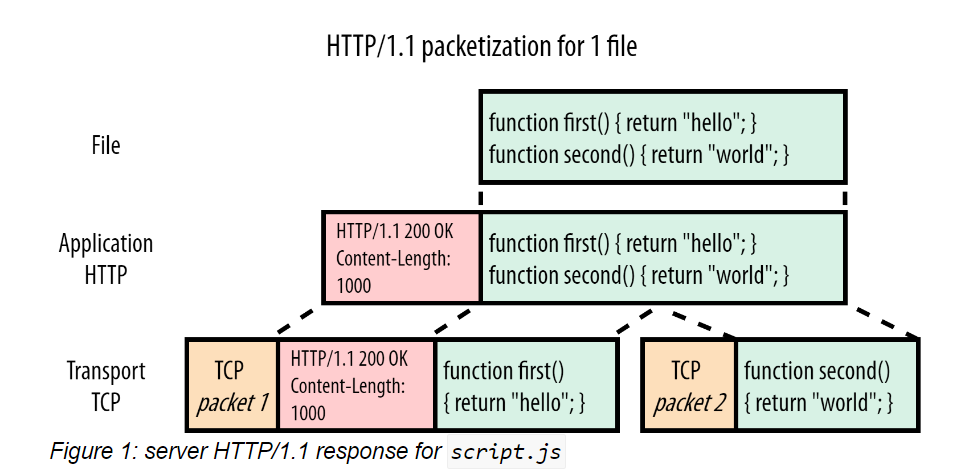 HTTP/1.1 packetization for 1 file
File
function first() { return "hello"; }
function second() { return "world"; }
Application
HTTP
HTTP/1.1 200 OK
Content-Length:
1000
function first() { return "hello"; }
function second() { return "world"; }
Transport
TCP
TCP
packet 1
HTTP/1.1 200 OK
Content-Length:
1000
function first()
{ return "hello"; }
TCP
packet 2
function second()
{ return "world"; }
Figure 1: server HTTP/1.1 response for script.js